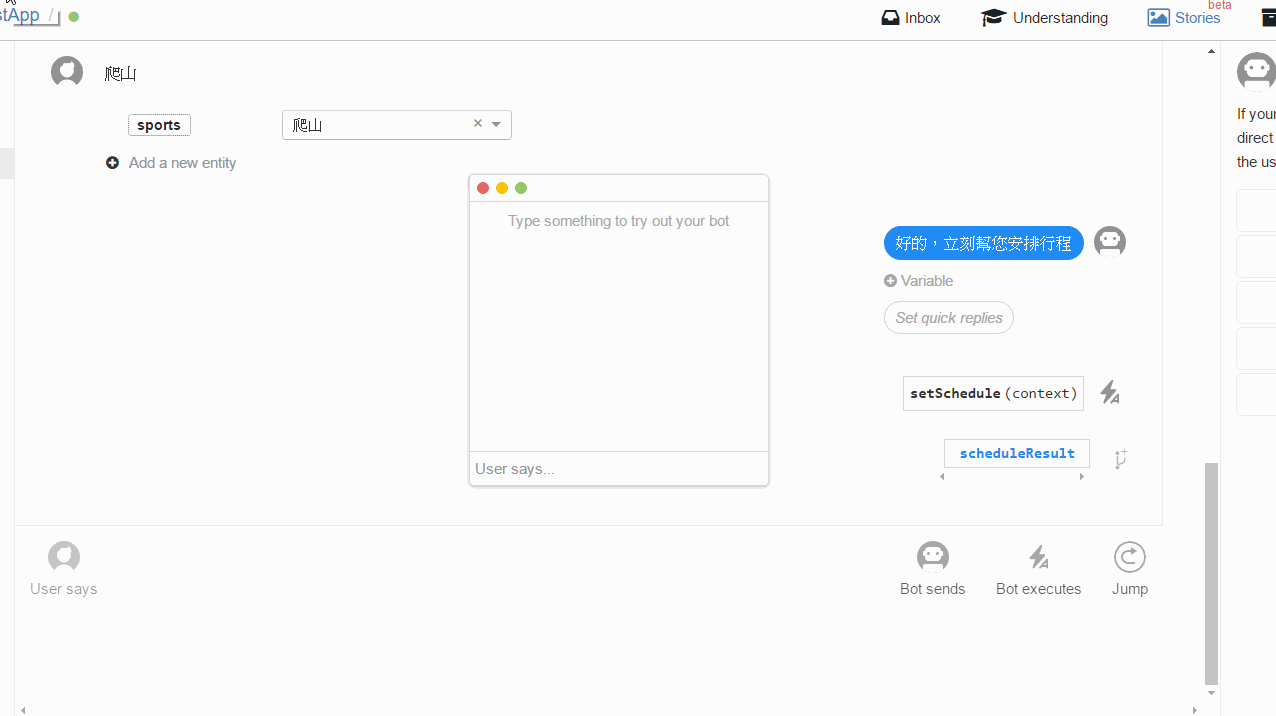 stApp /
Inbox
Understanding
Stories
beta
爬山
sports
爬山
Add a new entity
Type something to try out your bot
User says...
好的，立刻幫您安排行程
Variable
Set quick replies
setSchedule(context)
scheduleResult
User says
Bot sends
Bot executes
Jump
If your
direct
the us